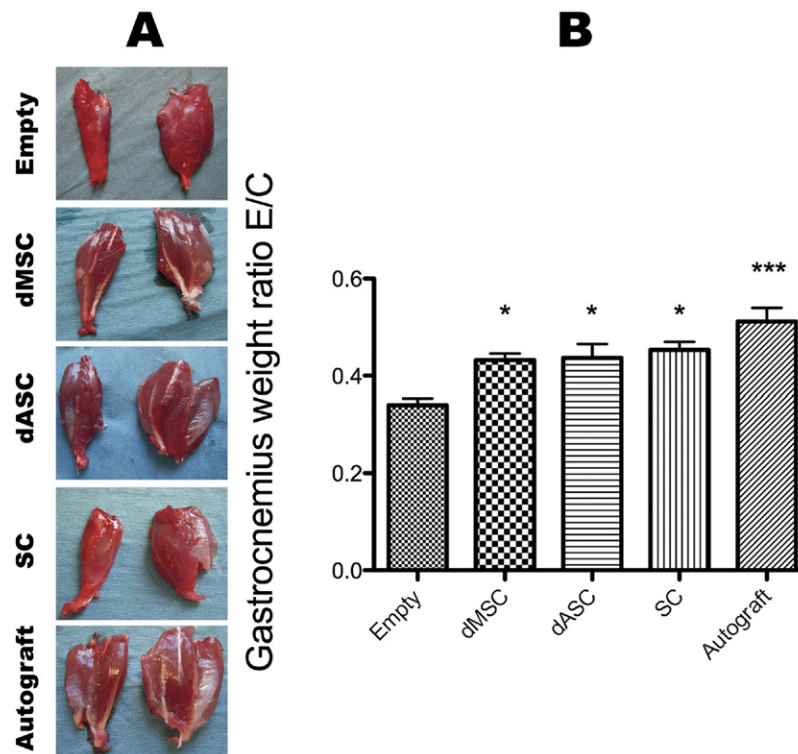 A
B
Empty
dMSC
dASC
SC
Autograft
Gastrocnemius weight ratio E/C
0.6
0.4
0.2
0.0
*
*
*
***
Empty
dMSC
dASC
SC
Autograft